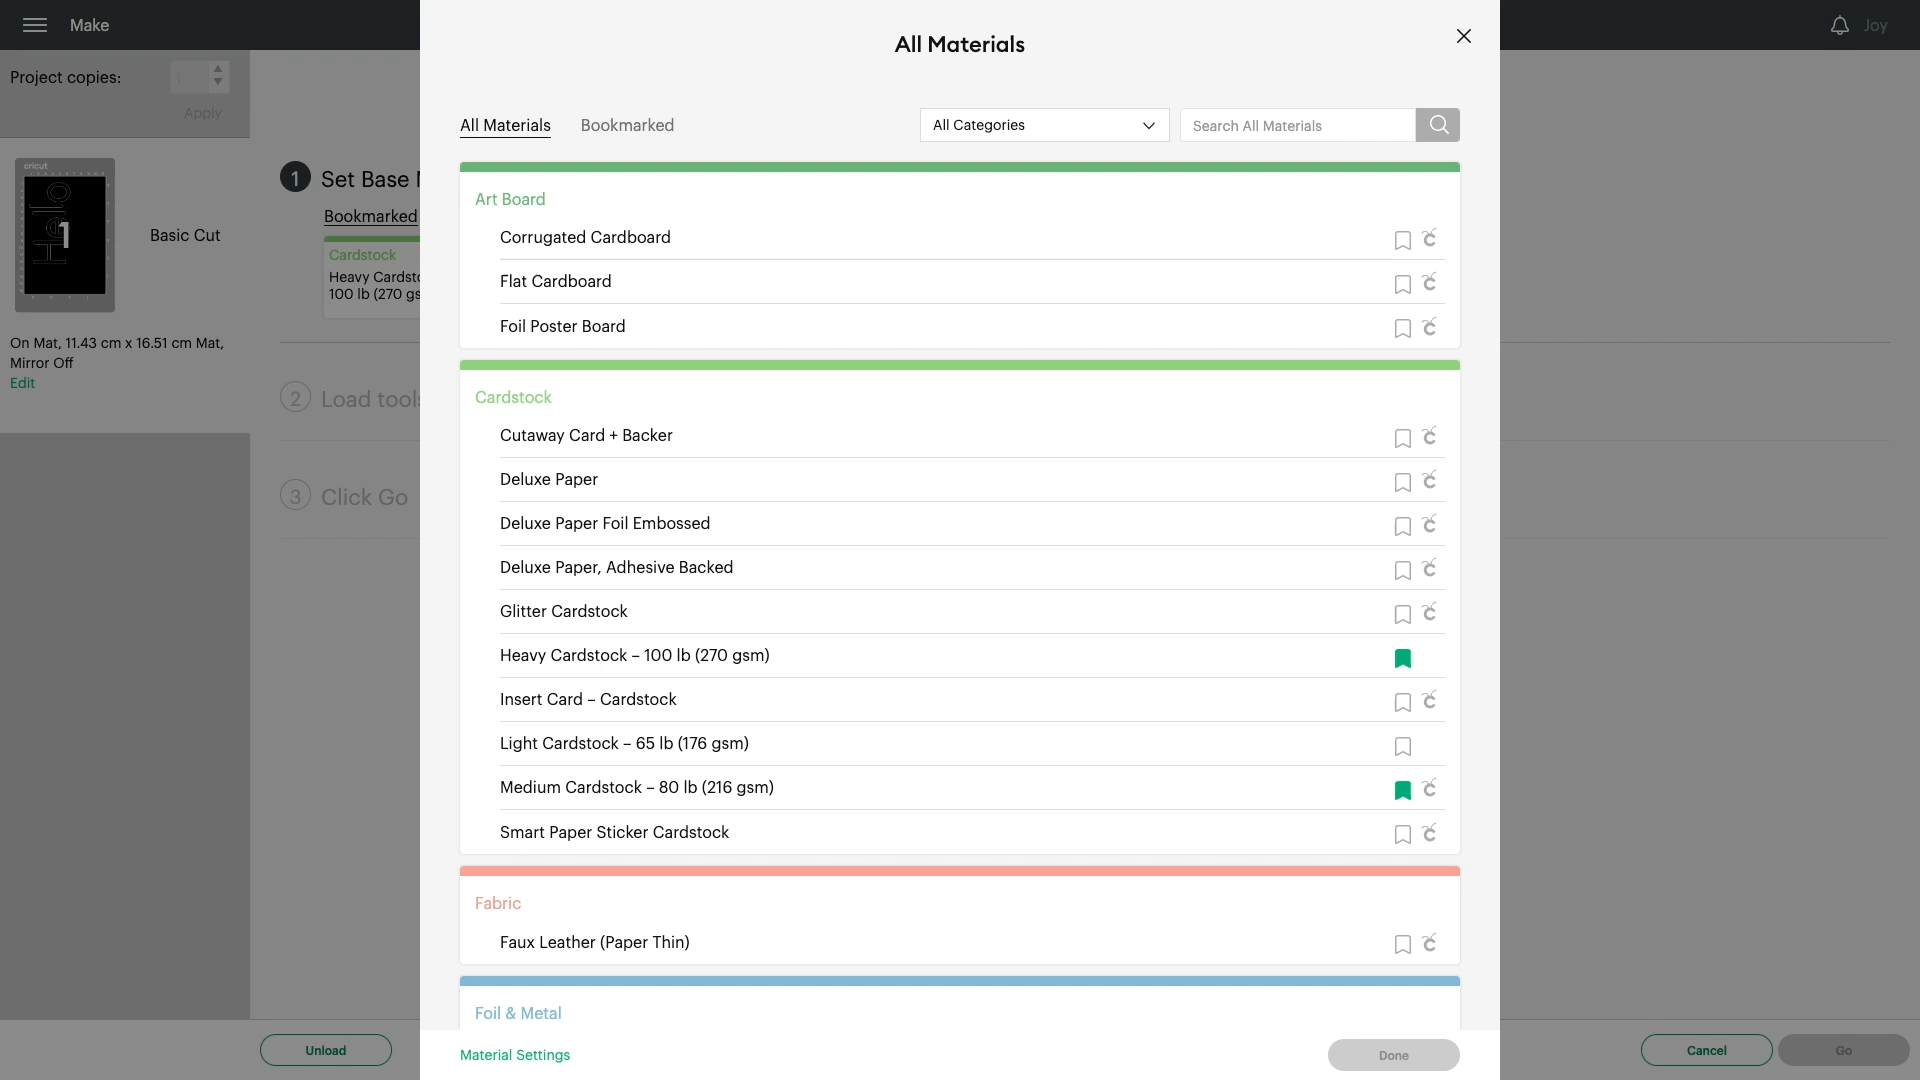 Make
Joy
Project copies:
1
Apply
cricut
Basic Cut
On Mat, 11.43 cm x 16.51 cm Mat,
Mirror Off
Edit
1 Set Base
Bookmarked
Cardstock
Heavy
100 lb (270
2 Load
3 Click Go
All Materials
All Materials
Bookmarked
All Categories
Search All Materials
Art Board
Corrugated Cardboard
Flat Cardboard
Foil Poster Board
Cardstock
Cutaway Card + Backer
Deluxe Paper
Deluxe Paper Foil Embossed
Deluxe Paper, Adhesive Backed
Glitter Cardstock
Heavy Cardstock – 100 lb (270 gsm)
Insert Card – Cardstock
Light Cardstock – 65 lb (176 gsm)
Medium Cardstock – 80 lb (216 gsm)
Smart Paper Sticker Cardstock
Fabric
Faux Leather (Paper Thin)
Foil & Metal
Material Settings
Done
Unload
Cancel
Go